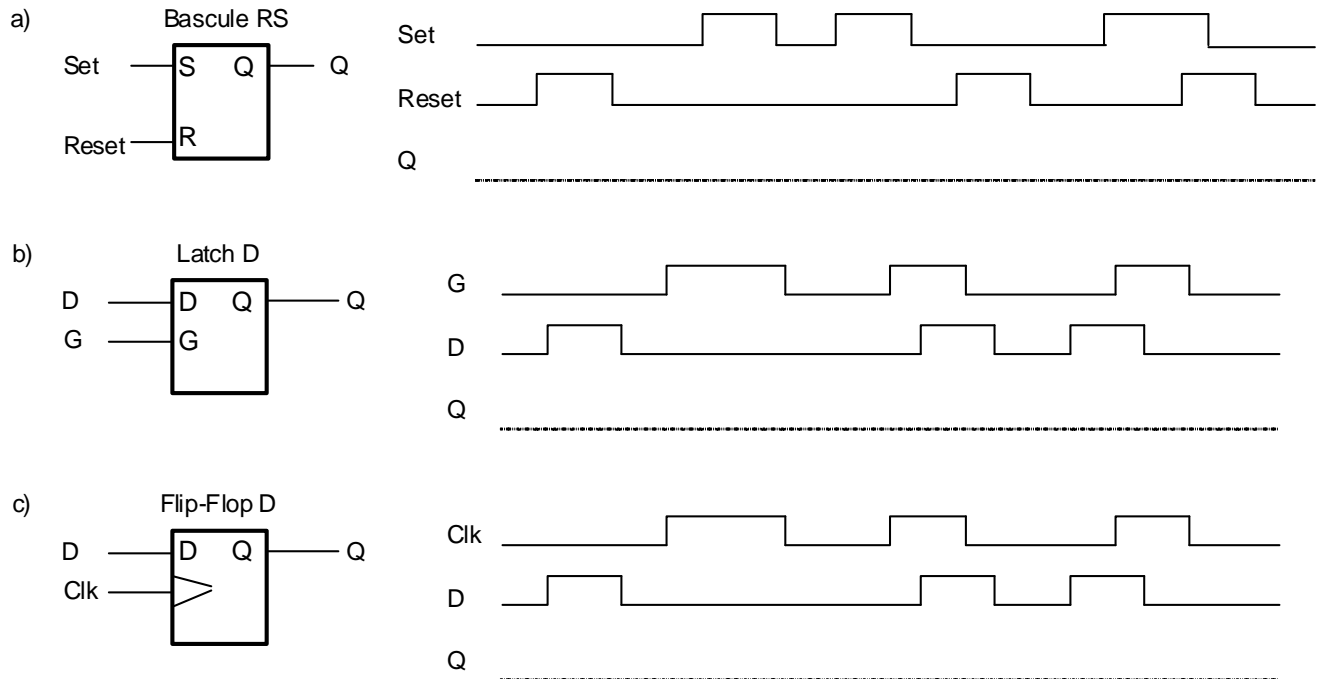 a)
Bascule RS
Set
S
Q
Q
Reset
R
Set
Reset
Q
b)
Latch D
D
D
Q
Q
G
G
G
D
Q
c)
Flip-Flop D
D
D
Q
Q
Clk
Clk
D
Q